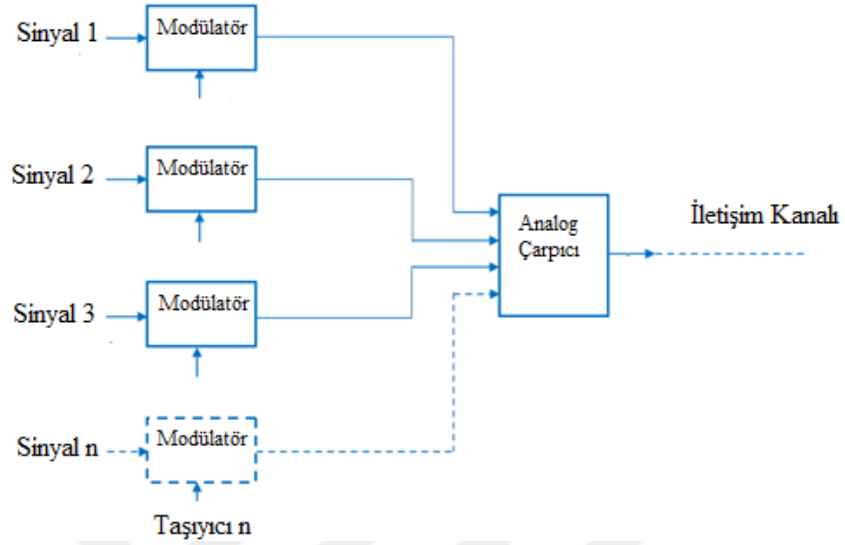 Sinyal 1
Modülatör
Sinyal 2
Modülatör
Analog
Çarpıcı
İletişim Kanalı
Sinyal 3
Modülatör
Sinyal n
Modülatör
Taşıyıcı n